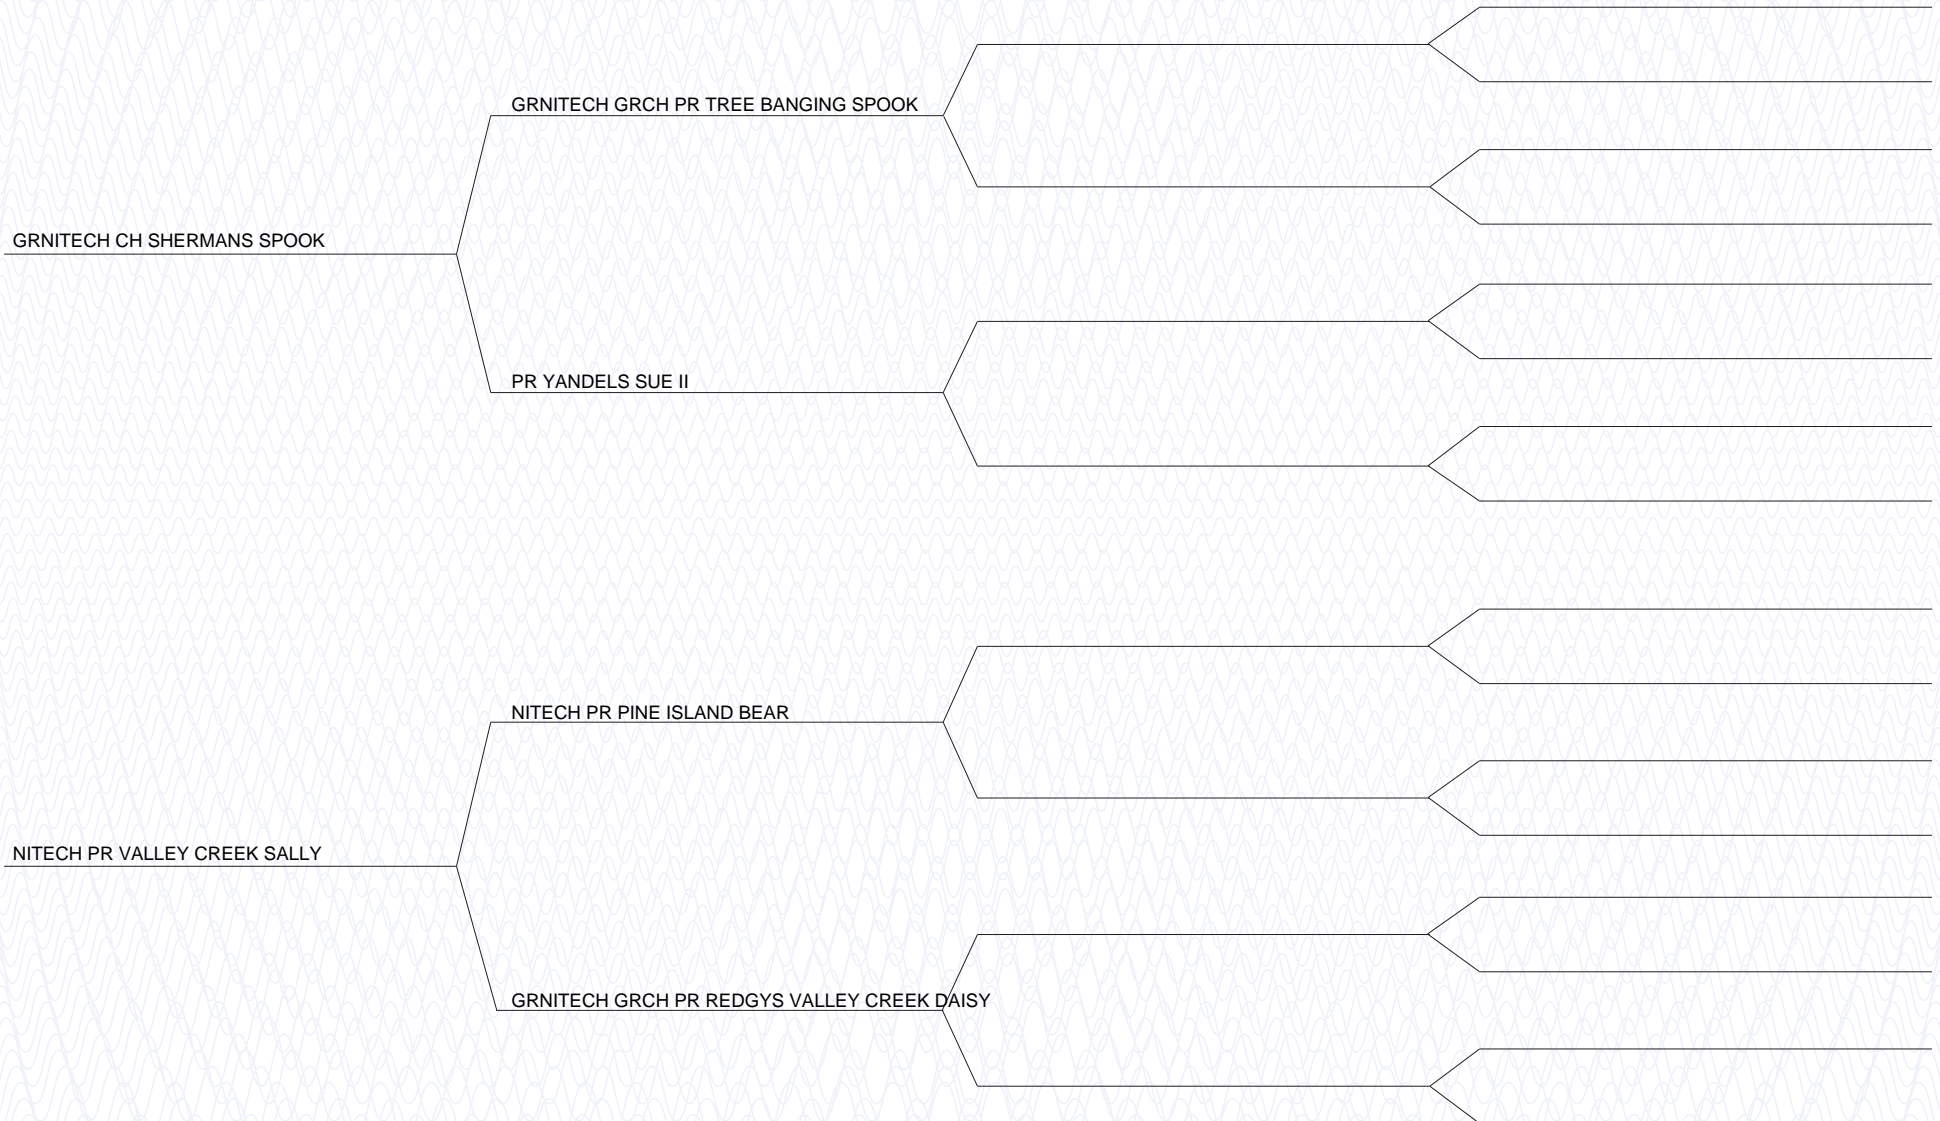 GRNITECH GRCH PR TREE BANGING SPOOK
GRNITECH CH SHERMANS SPOOK
PR YANDELS SUE II
NITECH PR PINE ISLAND BEAR
NITECH PR VALLEY CREEK SALLY
GRNITECH GRCH PR REDGYS VALLEY CREEK DAISY